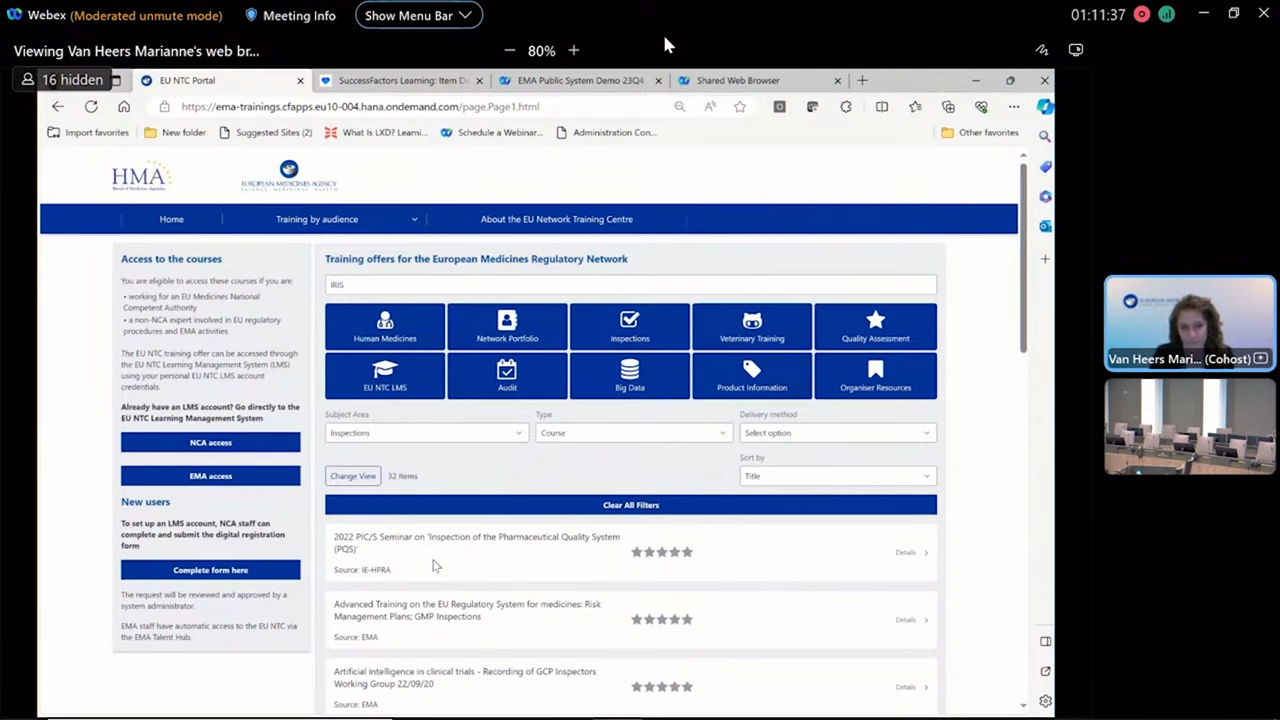 Webex (Moderated unmute mode) Meeting Info Show Menu Bar 01:11:37
Viewing Van Heers Marianne's web br... 80%
16 hidden EU NTC Portal SuccessFactors Learning: Item D EMA Public System Demo 23Q4 Shared Web Browser
https://ema-trainings.cfapps.eu10-004.hana.ondemand.com/page.Page1.html
Import favorites New folder Suggested Sites (2) What Is LXD? Learni... Schedule a Webinar... Administration Con... Other favorites
HMA
Heads of Medicines Agencies
EUROPEAN MEDICINES AGENCY
SCIENCE MEDICINES HEALTH
Home Training by audience About the EU Network Training Centre
Access to the courses
You are eligible to access these courses if you are:
• working for an EU Medicines National
Competent Authority
• a non-NCA expert involved in EU regulatory
procedures and EMA activities
The EU NTC training offer can be accessed through
the EU NTC Learning Management System (LMS)
using your personal EU NTC LMS account
credentials.
Already have an LMS account? Go directly to the
EU NTC Learning Management System
NCA access
EMA access
New users
To set up an LMS account, NCA staff can
complete and submit the digital registration
form
Complete form here
The request will be reviewed and approved by a
system administrator.
EMA staff have automatic access to the EU NTC via
the EMA Talent Hub.
Training offers for the European Medicines Regulatory Network
IRIS
Human Medicines Network Portfolio Inspections Veterinary Training Quality Assessment
EU NTC LMS Audit Big Data Product Information Organiser Resources
Subject Area Type Delivery method
Inspections Course Select option
Sort by
Change View 32 Items Title
Clear All Filters
2022 PIC/S Seminar on 'Inspection of the Pharmaceutical Quality System
(PQS)'
Details
Source: IE-HPRA
Advanced Training on the EU Regulatory System for medicines: Risk
Management Plans; GMP Inspections
Details
Source: EMA
Artificial intelligence in clinical trials - Recording of GCP Inspectors
Working Group 22/09/20
Details
Source: EMA
Van Heers Mari... (Cohost)